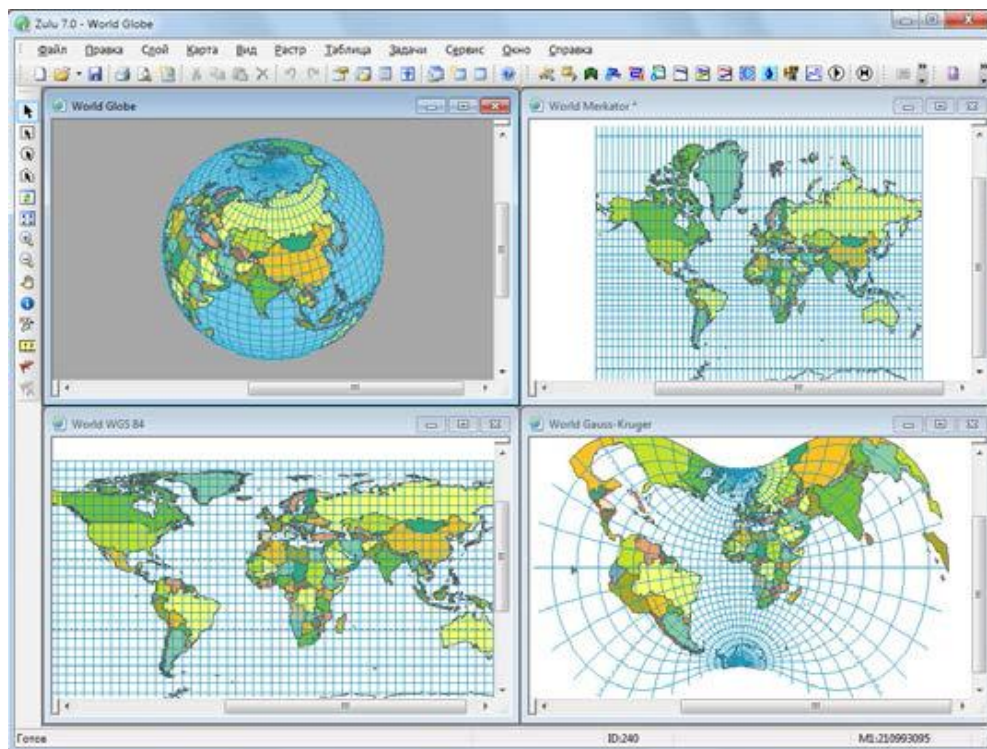 Zulu 7.0 - World Globe
Файл Правка Слой Карта Вид Растр Таблица Задачи Сервис Окно Справка
World Globe
World Merkator *
World WGS 84
World Gauss-Kruger
Готов ID:240 M1:210993095